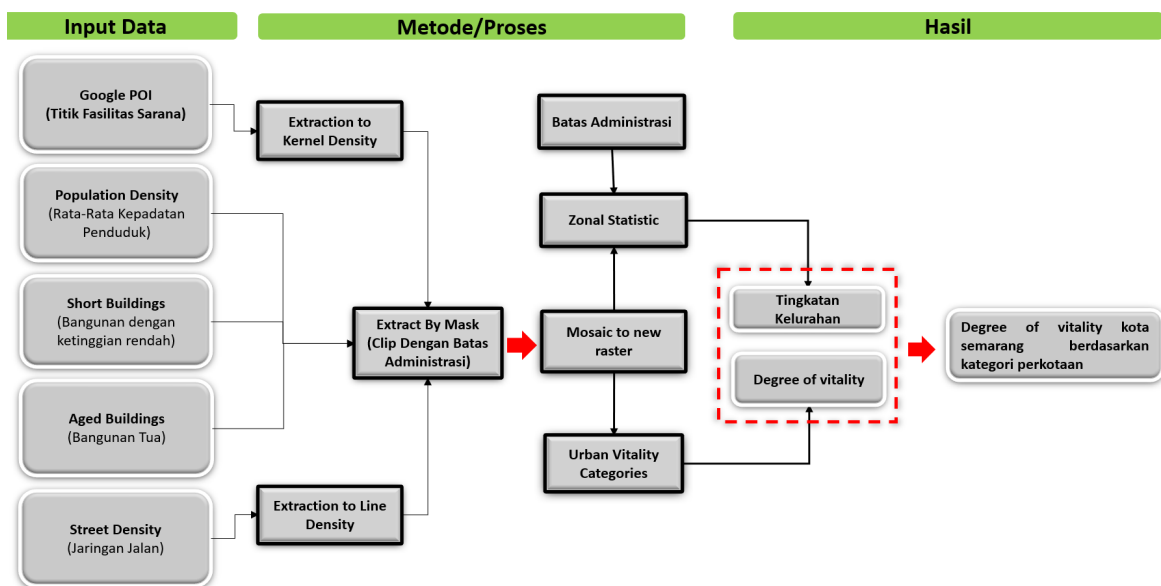 Input Data
Metode/Proses
Hasil
Google POI
(Titik Fasilitas Sarana)
Population Density
(Rata-Rata Kepadatan
Penduduk)
Short Buildings
(Bangunan dengan
ketinggian rendah)
Aged Buildings
(Bangunan Tua)
Street Density
(Jaringan Jalan)
Extraction to
Kernel Density
Extract By Mask
(Clip Dengan Batas
Administrasi)
Extraction to Line
Density
Batas Administrasi
Zonal Statistic
Mosaic to new
raster
Urban Vitality
Categories
Tingkatan
Kelurahan
Degree of vitality
Degree of vitality kota
semarang berdasarkan
kategori perkotaan